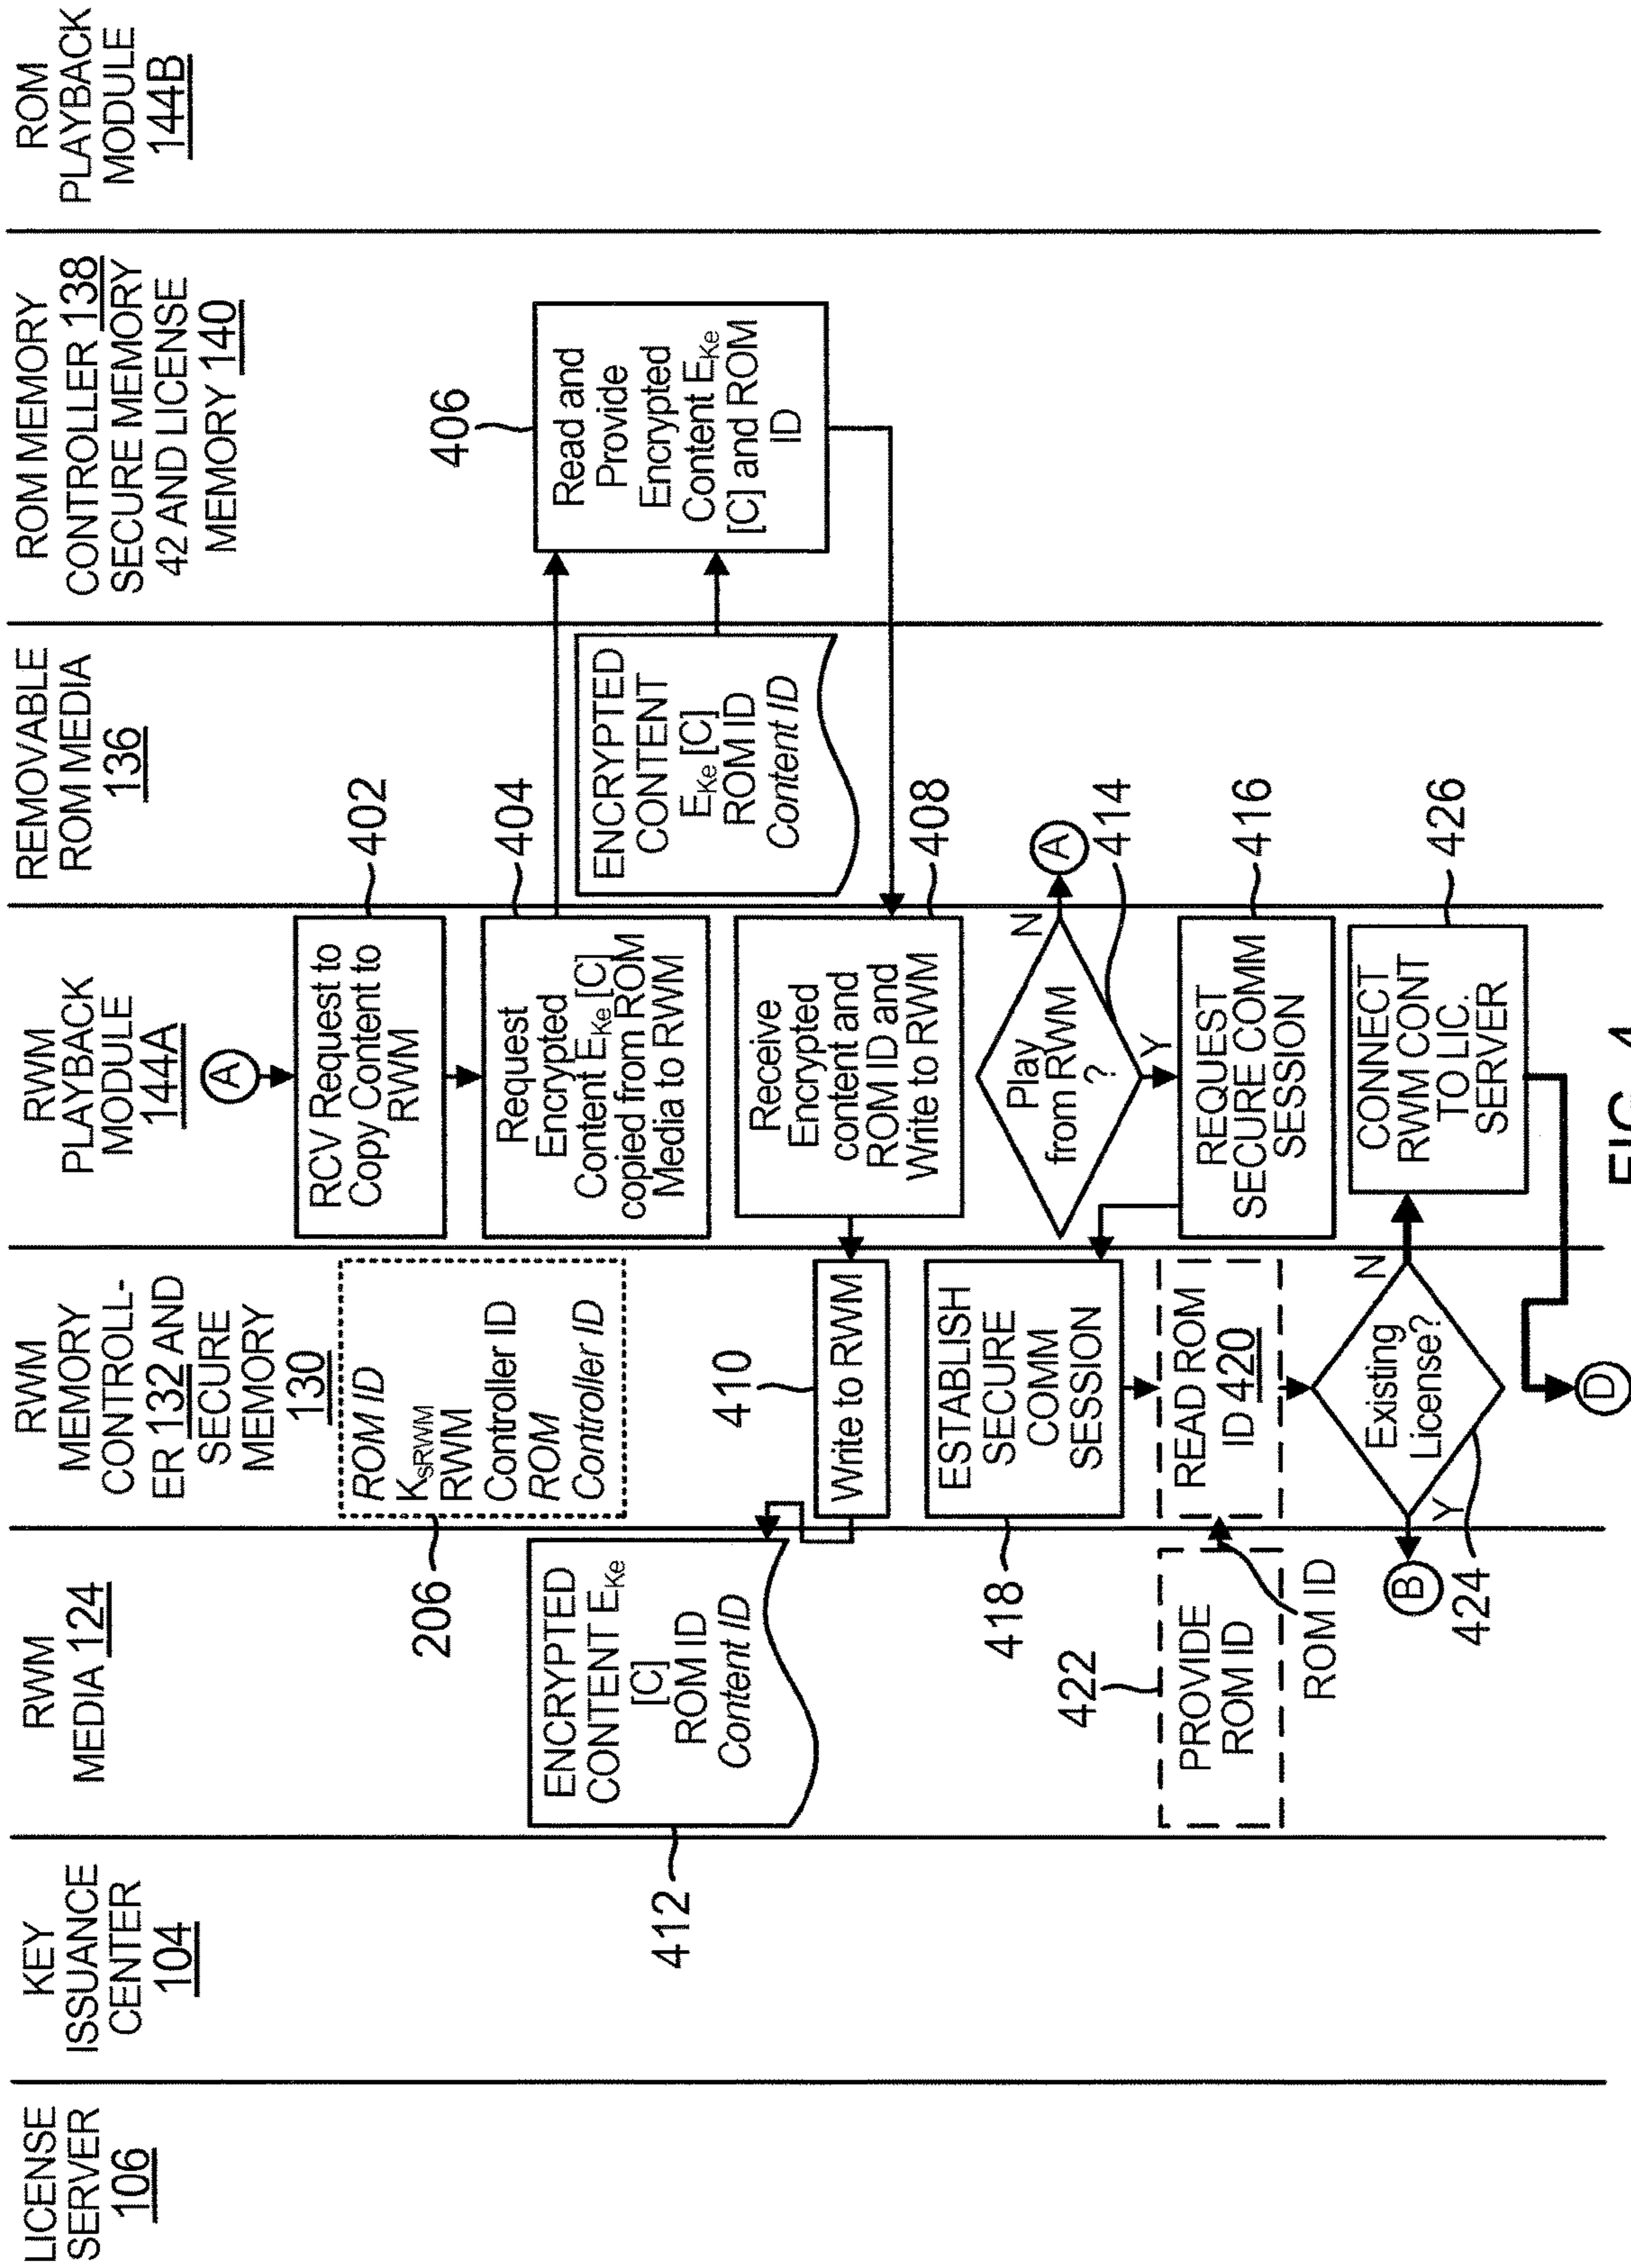 LICENSE
SERVER
106
KEY
ISSUANCE
CENTER
104
RWM
MEDIA 124
RWM
MEMORY
CONTROLL-
ER 132 AND
SECURE
MEMORY
130
RWM
PLAYBACK
MODULE
144A
REMOVABLE
ROM MEDIA
136
ROM MEMORY
CONTROLLER 138
SECURE MEMORY
42 AND LICENSE
MEMORY 140
ROM
PLAYBACK
MODULE
144B
A
RCV Request to
Copy Content to
RWM
402
ROM ID
KsRWM
RWM
Controller ID
ROM
Controller ID
206
Request
Encrypted
Content EKe [C]
copied from ROM
Media to RWM
404
Read and
Provide
Encrypted
Content EKe
[C] and ROM
ID
406
ENCRYPTED
CONTENT
EKe [C]
ROM ID
Content ID
Receive
Encrypted
content and
ROM ID and
Write to RWM
408
Write to RWM
410
ENCRYPTED
CONTENT EKe
[C]
ROM ID
Content ID
412
Play
from RWM
?
N
A
414
Y
REQUEST
SECURE COMM
SESSION
416
ESTABLISH
SECURE
COMM
SESSION
418
READ ROM
ID 420
PROVIDE
ROM ID
422
ROM ID
Existing
License?
Y
B
424
N
CONNECT
RWM CONT
TO LIC.
SERVER
426
D